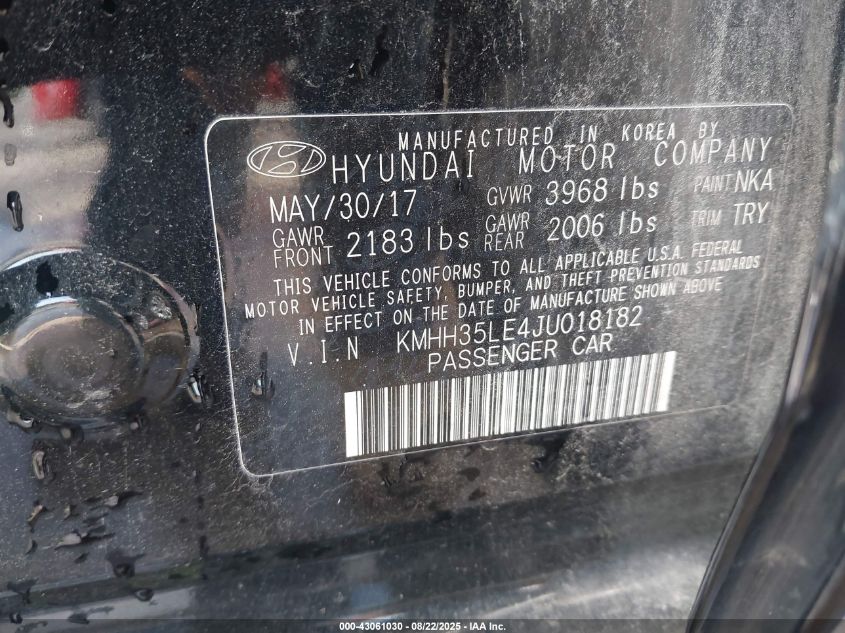 MANUFACTURED IN KOREA BY
HYUNDAI MOTOR COMPANY
MAY/30/17 GVWR 3968 lbs PAINT NKA
GAWR FRONT 2183 lbs GAWR REAR 2006 lbs TRIM TRY
THIS VEHICLE CONFORMS TO ALL APPLICABLE U.S.A. FEDERAL
MOTOR VEHICLE SAFETY, BUMPER, AND THEFT PREVENTION STANDARDS
IN EFFECT ON THE DATE OF MANUFACTURE SHOWN ABOVE
V.I.N KMHH35LE4JU018182
PASSENGER CAR
000-43061030 - 08/22/2025 - IAA Inc.